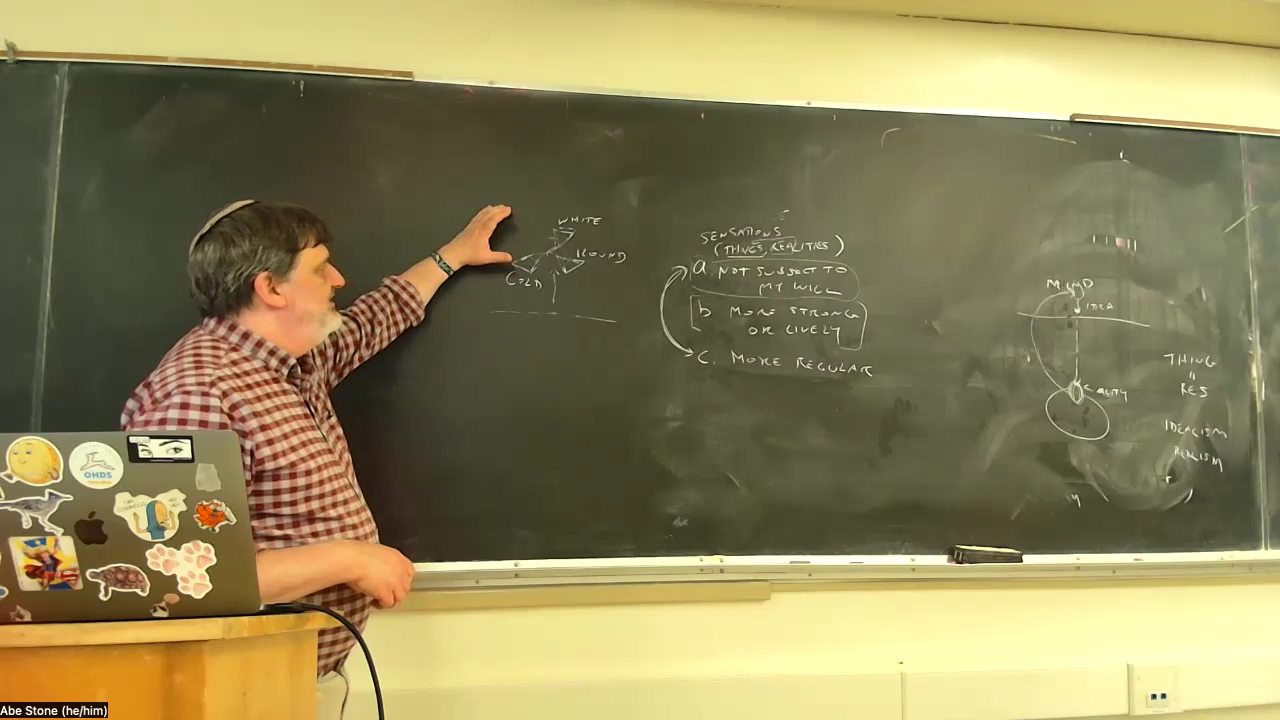 WHITE
ROUND
COLD
SENSATIONS
(THINGS, REALITIES)
a. NOT SUBJECT TO
MY WILL
b MORE STRONG
OR LIVELY
C. MORE REGULAR
MIND
IDEA
THING
"
RES
IDEALISM
REALISM
OHDS
Abe Stone (he/him)